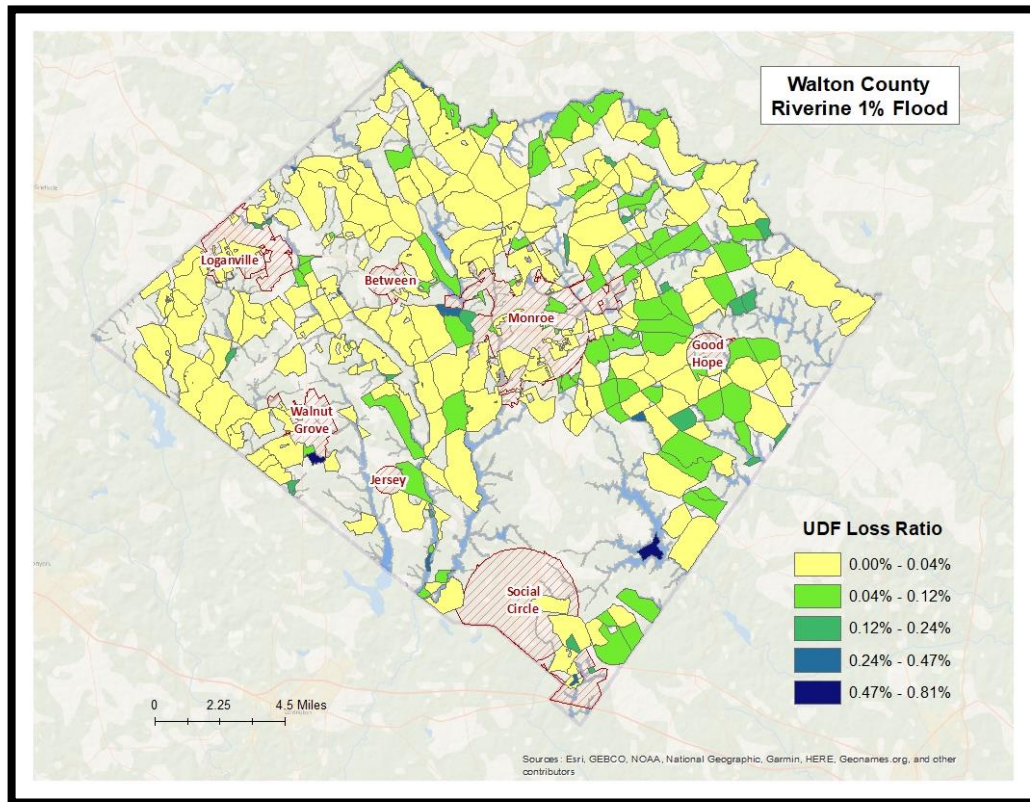 Walton County
Riverine 1% Flood
Loganville
Between
Monroe
Good
Hope
Walnut
Grove
Jersey
Social
Circle
UDF Loss Ratio
0.00% - 0.04%
0.04% - 0.12%
0.12% - 0.24%
0.24% - 0.47%
0.47% - 0.81%
0 2.25 4.5 Miles
Sources: Esri, GEBCO, NOAA, National Geographic, Garmin, HERE, Geonames.org, and other
contributors